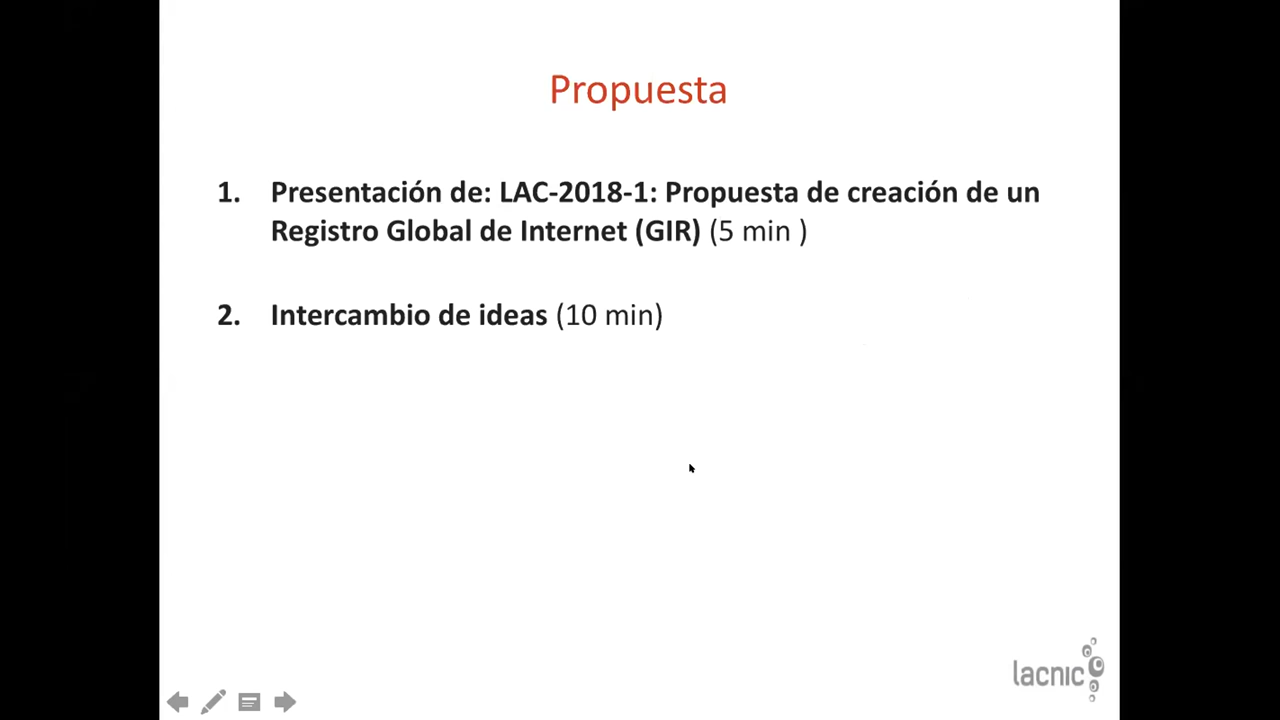 Propuesta
1. Presentación de: LAC-2018-1: Propuesta de creación de un
Registro Global de Internet (GIR) (5 min )
2. Intercambio de ideas (10 min)
lacnic